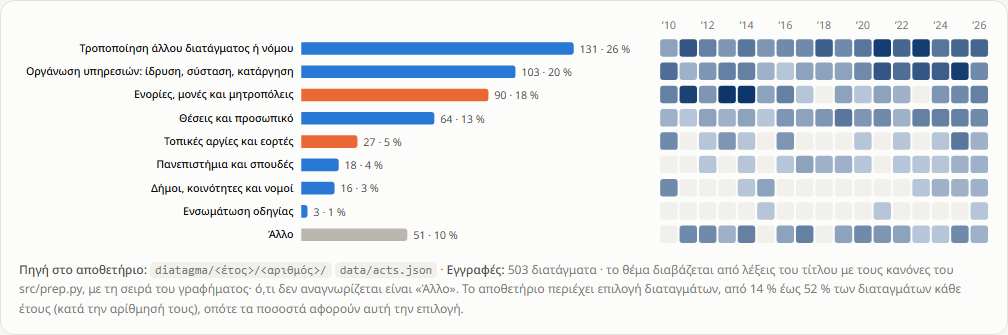 '10 '12 '14 '16 '18 '20 '22 '24 '26
Τροποποίηση άλλου διατάγματος ή νόμου 131 · 26 %
Οργάνωση υπηρεσιών: ίδρυση, σύσταση, κατάργηση 103 · 20 %
Ενορίες, μονές και μητροπόλεις 90 · 18 %
Θέσεις και προσωπικό 64 · 13 %
Τοπικές αργίες και εορτές 27 · 5 %
Πανεπιστήμια και σπουδές 18 · 4 %
Δήμοι, κοινότητες και νομοί 16 · 3 %
Ενσωμάτωση οδηγίας 3 · 1 %
Άλλο 51 · 10 %
Πηγή στο αποθετήριο: diatagma/<έτος>/<αριθμός>/ data/acts.json · Εγγραφές: 503 διατάγματα · το θέμα διαβάζεται από λέξεις του τίτλου με τους κανόνες του
src/prep.py, με τη σειρά του γραφήματος· ό,τι δεν αναγνωρίζεται είναι «Άλλο». Το αποθετήριο περιέχει επιλογή διαταγμάτων, από 14 % έως 52 % των διαταγμάτων κάθε
έτους (κατά την αρίθμησή τους), οπότε τα ποσοστά αφορούν αυτή την επιλογή.